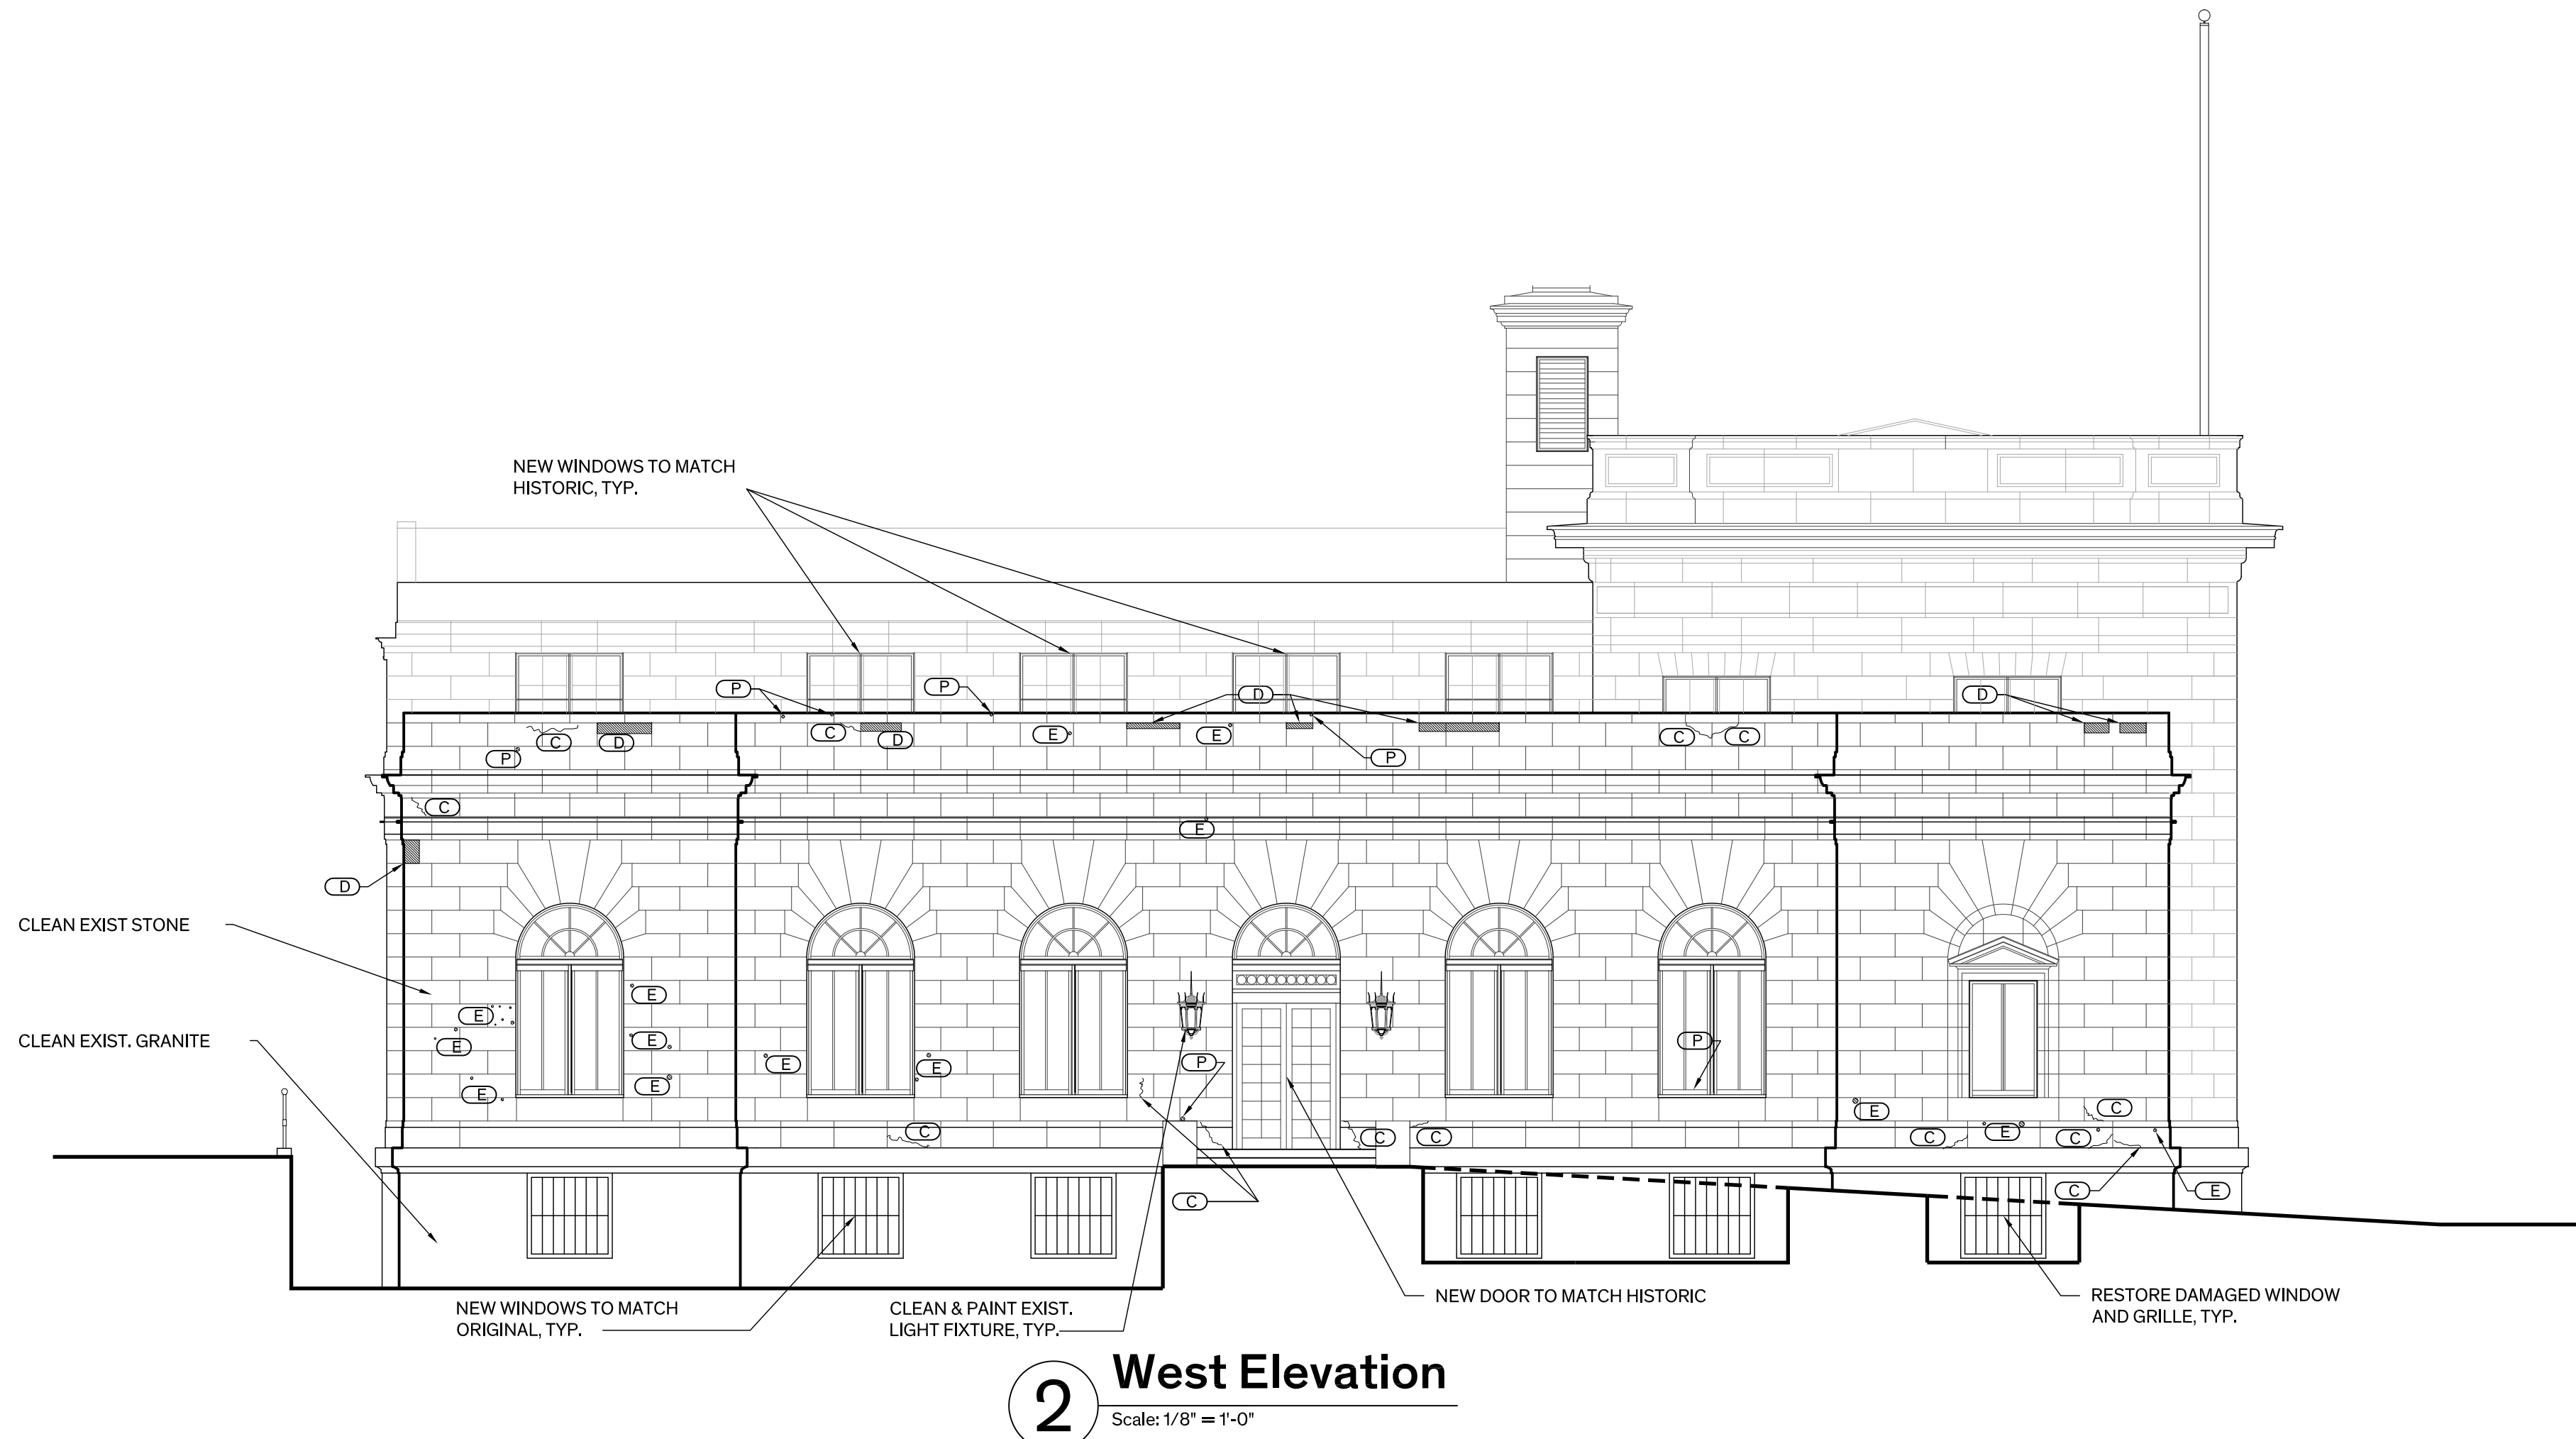 NEW WINDOWS TO MATCH
HISTORIC, TYP.
P
P
D
D
C
D
C
D
E
E
C
C
P
P
C
E
D
CLEAN EXIST STONE
E
E
E
CLEAN EXIST. GRANITE
E
E
P
E
E
P
E
E
C
E
C
C
C
C
E
C
C
C
E
NEW WINDOWS TO MATCH
ORIGINAL, TYP.
CLEAN & PAINT EXIST.
LIGHT FIXTURE, TYP.
NEW DOOR TO MATCH HISTORIC
RESTORE DAMAGED WINDOW
AND GRILLE, TYP.
2
West Elevation
Scale: 1/8" = 1'-0"